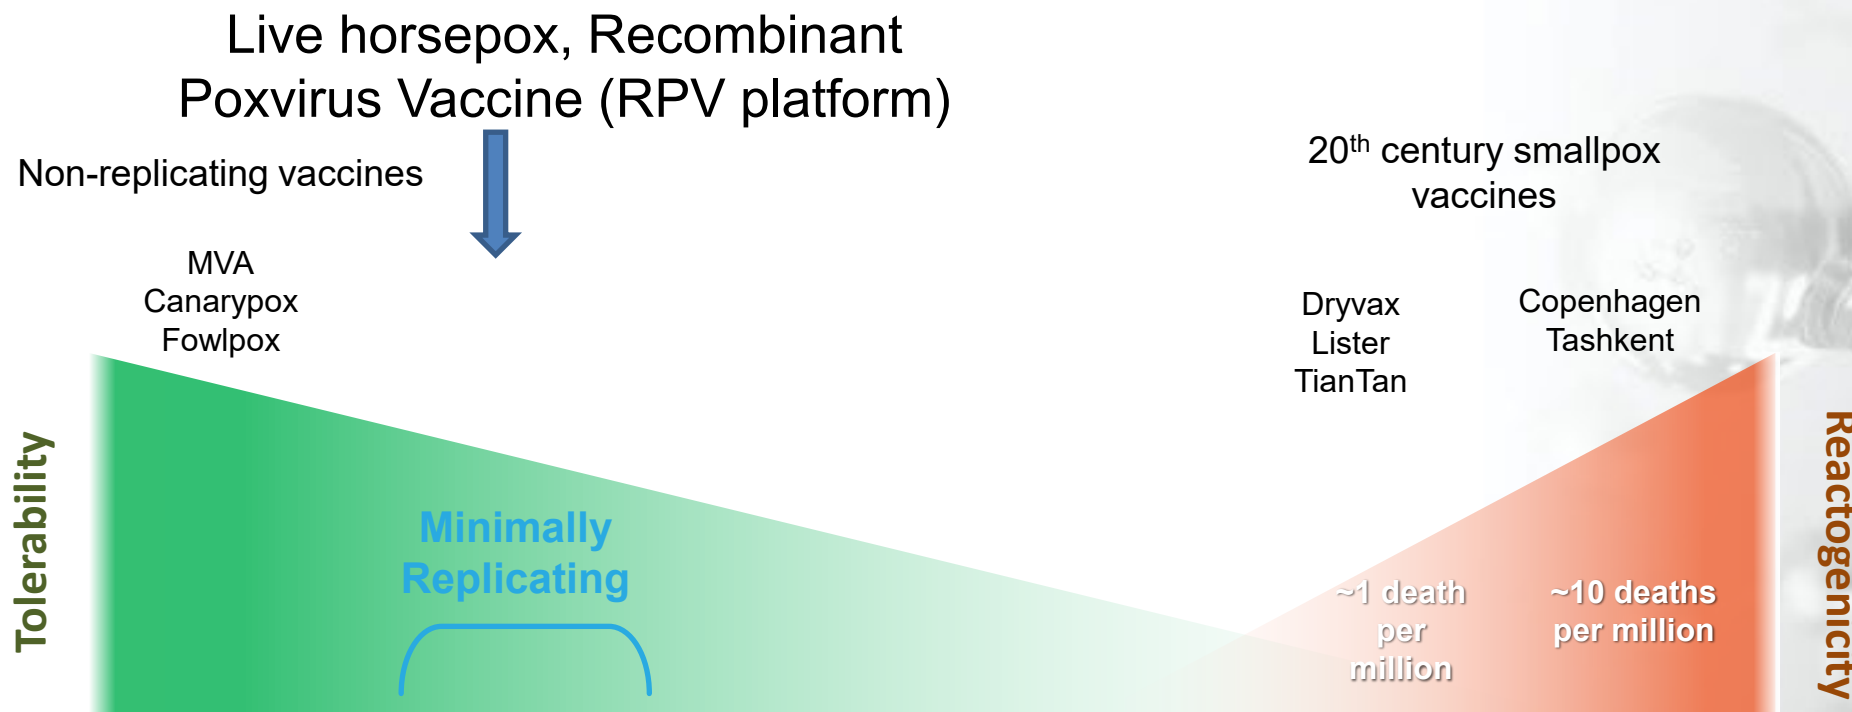 Live horsepox, Recombinant
Poxvirus Vaccine (RPV platform)
Non-replicating vaccines
20th century smallpox
vaccines
MVA
Canarypox
Fowlpox
Dryvax
Lister
TianTan
Copenhagen
Tashkent
Tolerability
Minimally
Replicating
~1 death
per
million
~10 deaths
per million
Reactogenicity